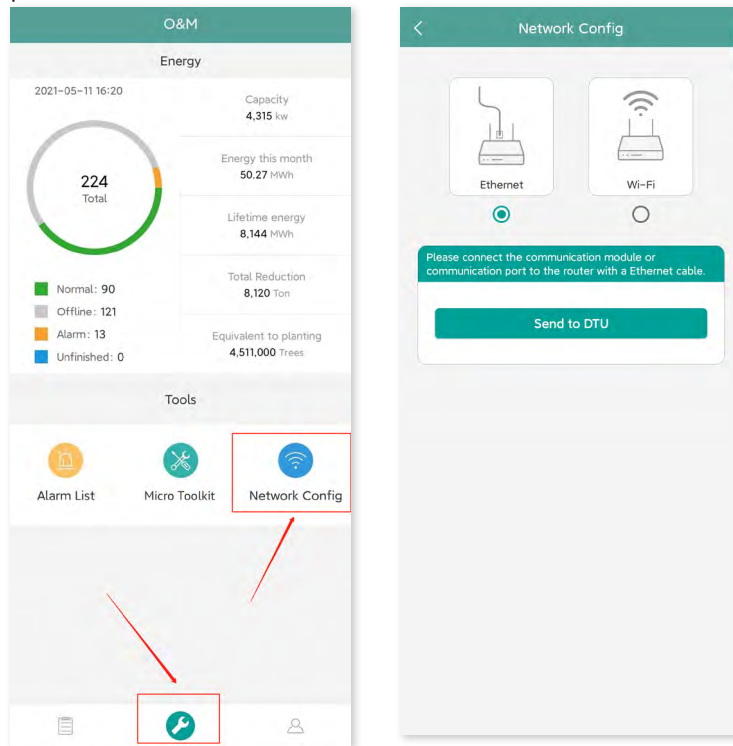 O&M
Energy
2021-05-11 16:20
224
Total
Normal: 90
Offline: 121
Alarm: 13
Unfinished: 0
Capacity
4,315 kw
Energy this month
50.27 MWh
Lifetime energy
8,144 MWh
Total Reduction
8,120 Ton
Equivalent to planting
4,511,000 Trees
Tools
Alarm List
Micro Toolkit
Network Config
Network Config
Ethernet
Wi-Fi
Please connect the communication module or
communication port to the router with a Ethernet cable.
Send to DTU